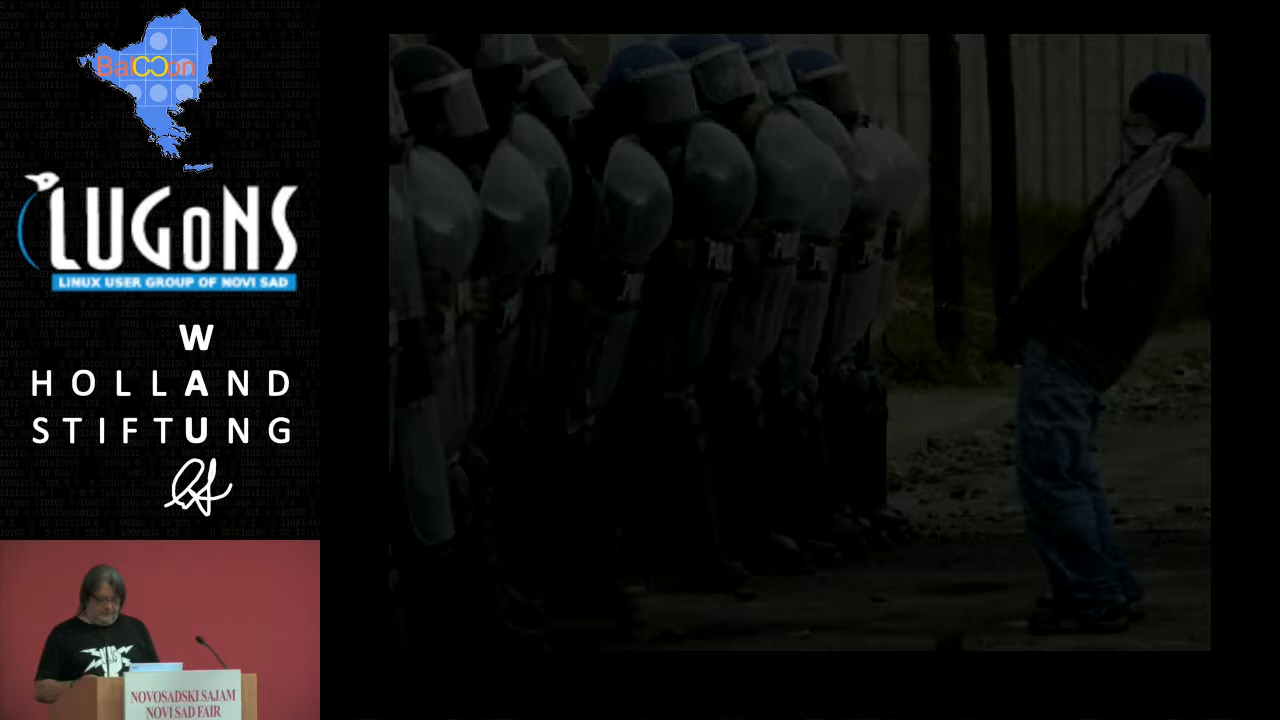 BalCCon
LUGoNS
LINUX USER GROUP OF NOVI SAD
W
HOLLAND
STIFTUNG
NOVOSADSKI SAJAM
NOVI SAD FAIR